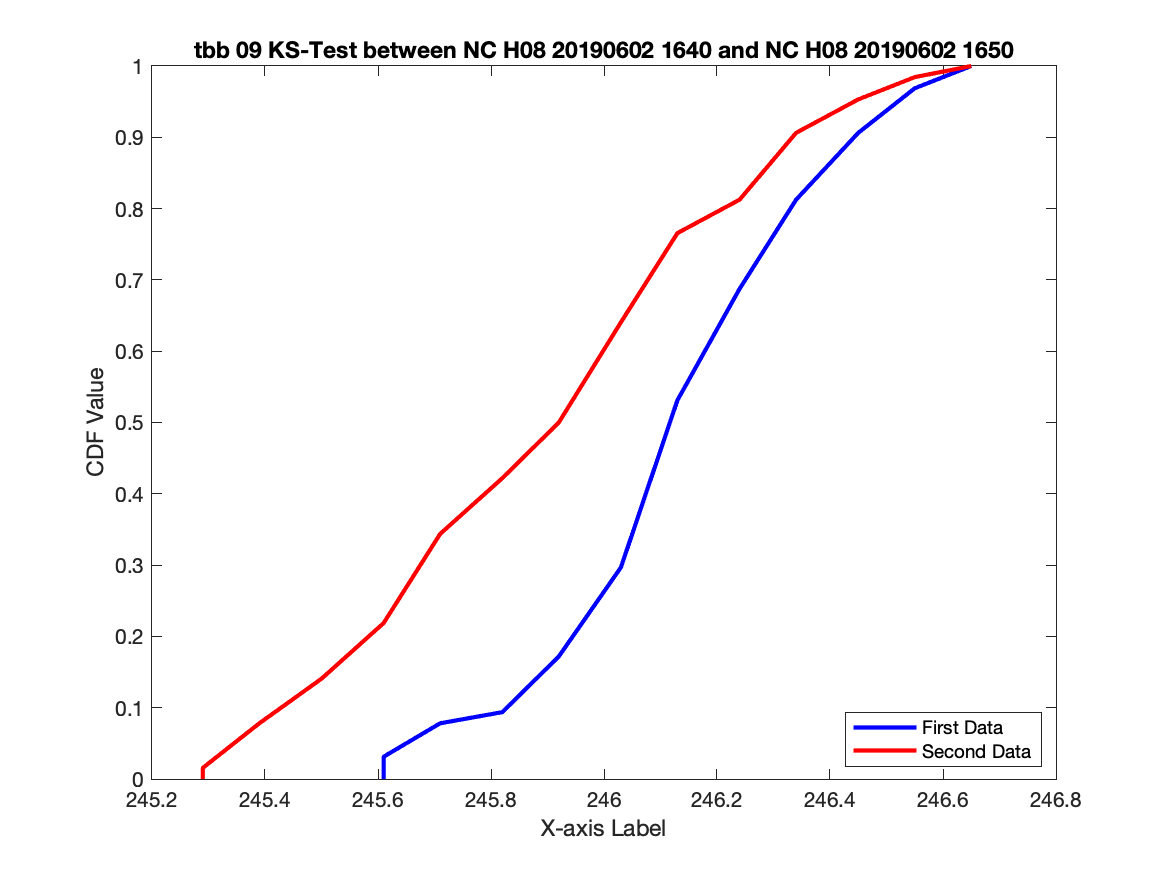 tbb 09 KS-Test between NC H08 20190602 1640 and NC H08 20190602 1650
1
0.9
0.8
0.7
0.6
0.5
0.4
0.3
0.2
0.1
0
CDF Value
First Data
Second Data
245.2 245.4 245.6 245.8 246 246.2 246.4 246.6 246.8
X-axis Label